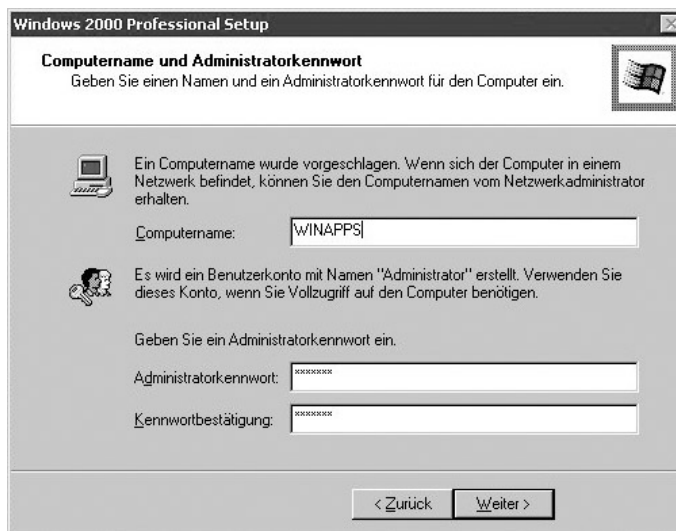 Windows 2000 Professional Setup
Computername und Administratorkennwort
Geben Sie einen Namen und ein Administratorkennwort für den Computer ein.
Ein Computername wurde vorgeschlagen. Wenn sich der Computer in einem
Netzwerk befindet, können Sie den Computernamen vom Netzwerkadministrator
erhalten.
Computername: WINAPPS
Es wird ein Benutzerkonto mit Namen "Administrator" erstellt. Verwenden Sie
dieses Konto, wenn Sie Vollzugriff auf den Computer benötigen.
Geben Sie ein Administratorkennwort ein.
Administratorkennwort: *******
Kennwortbestätigung: *******
< Zurück Weiter >